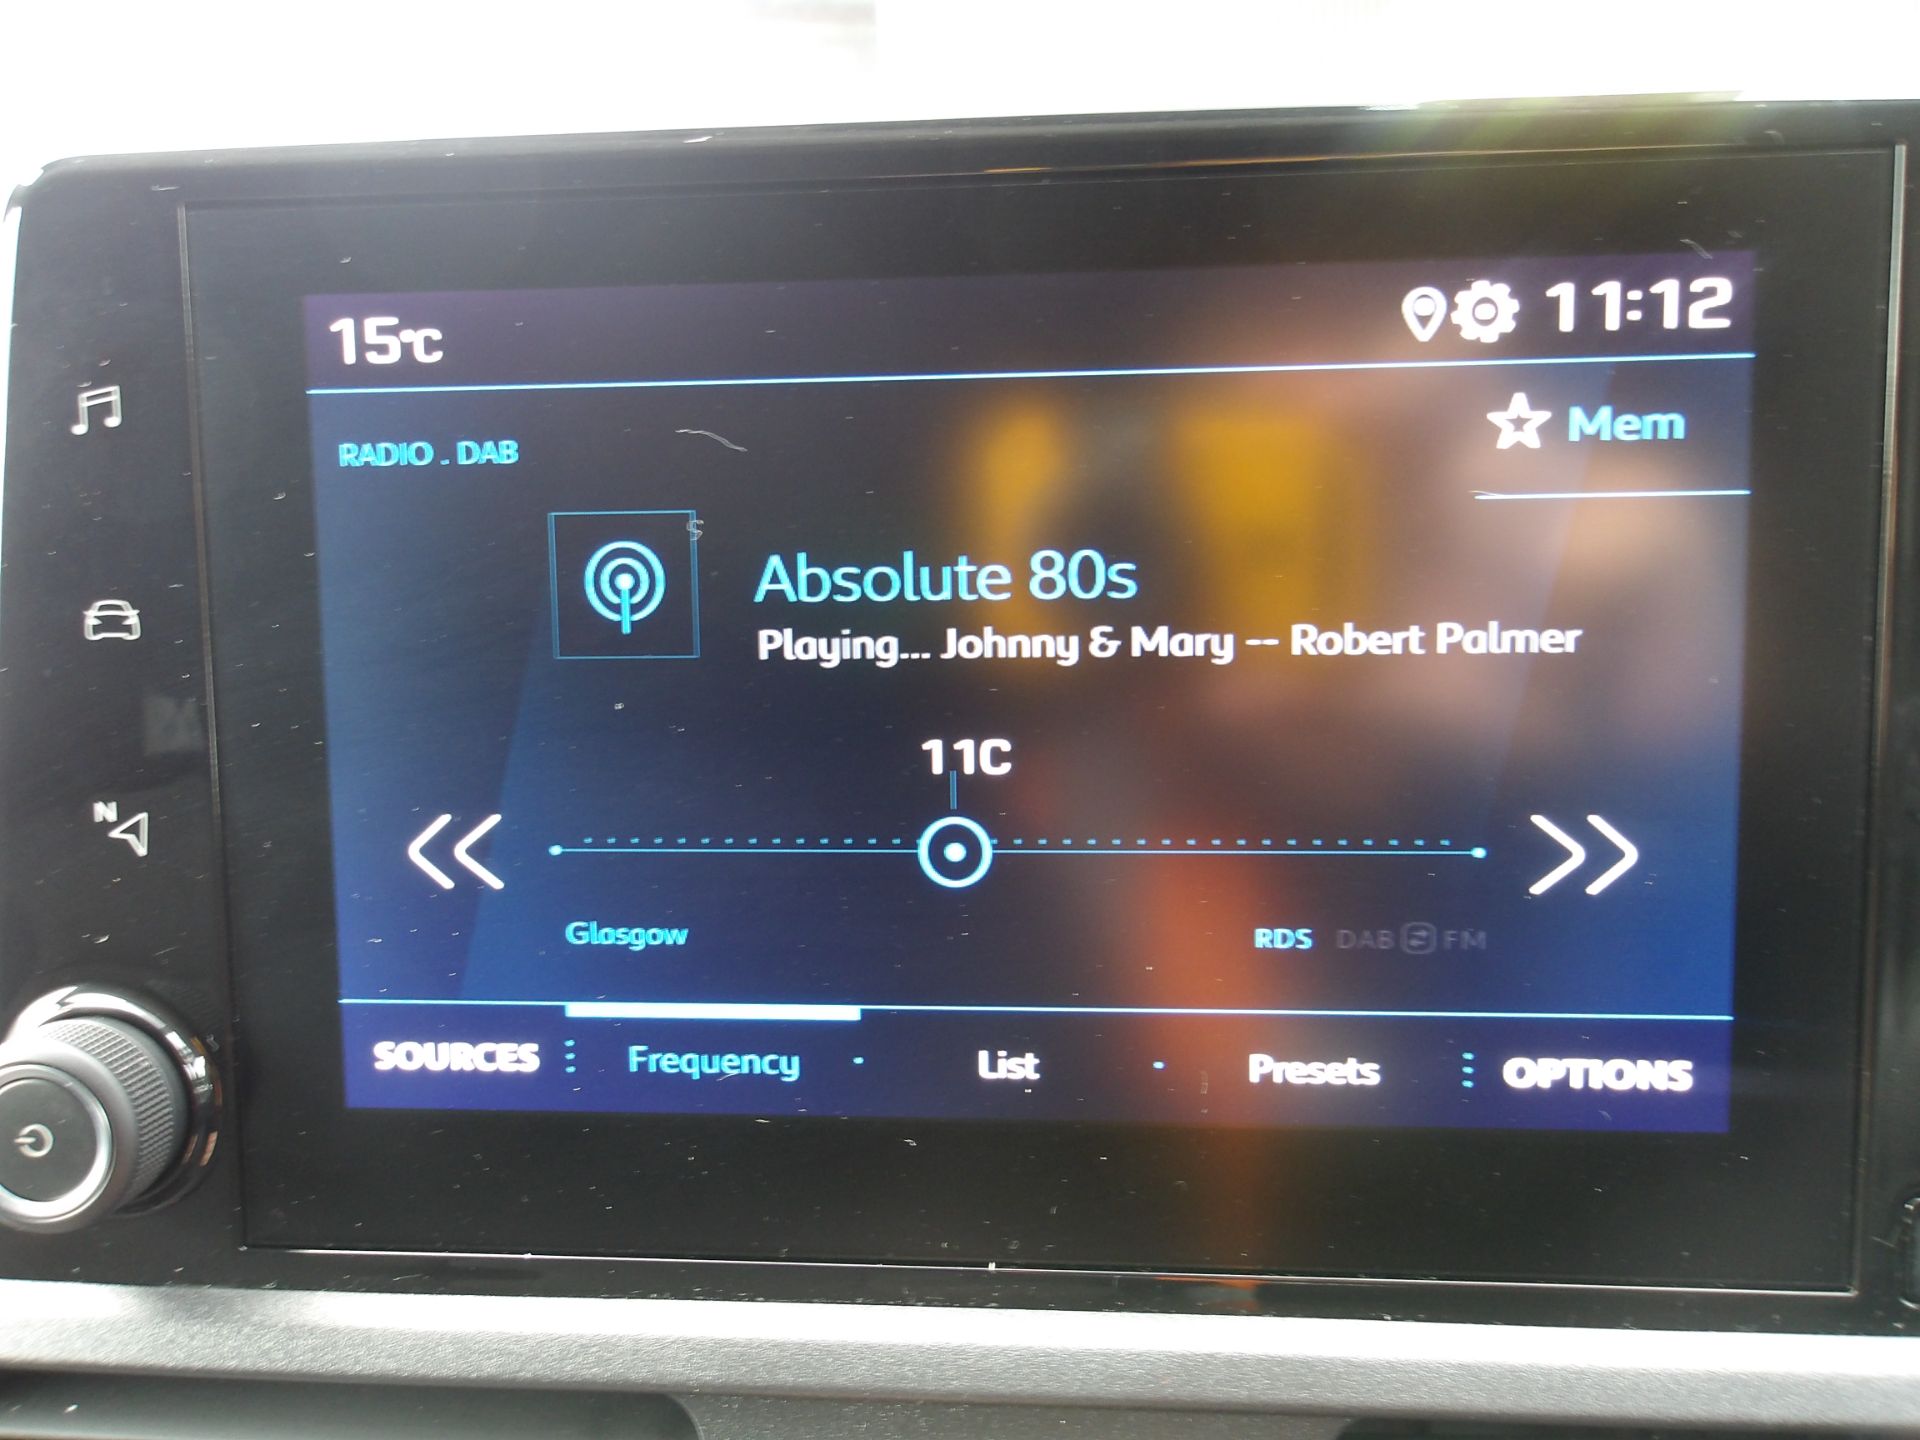 15°C
11:12
Mem
RADIO . DAB
Absolute 80s
Playing... Johnny & Mary -- Robert Palmer
11C
N
Glasgow
RDS DAB FM
SOURCES Frequency List Presets OPTIONS